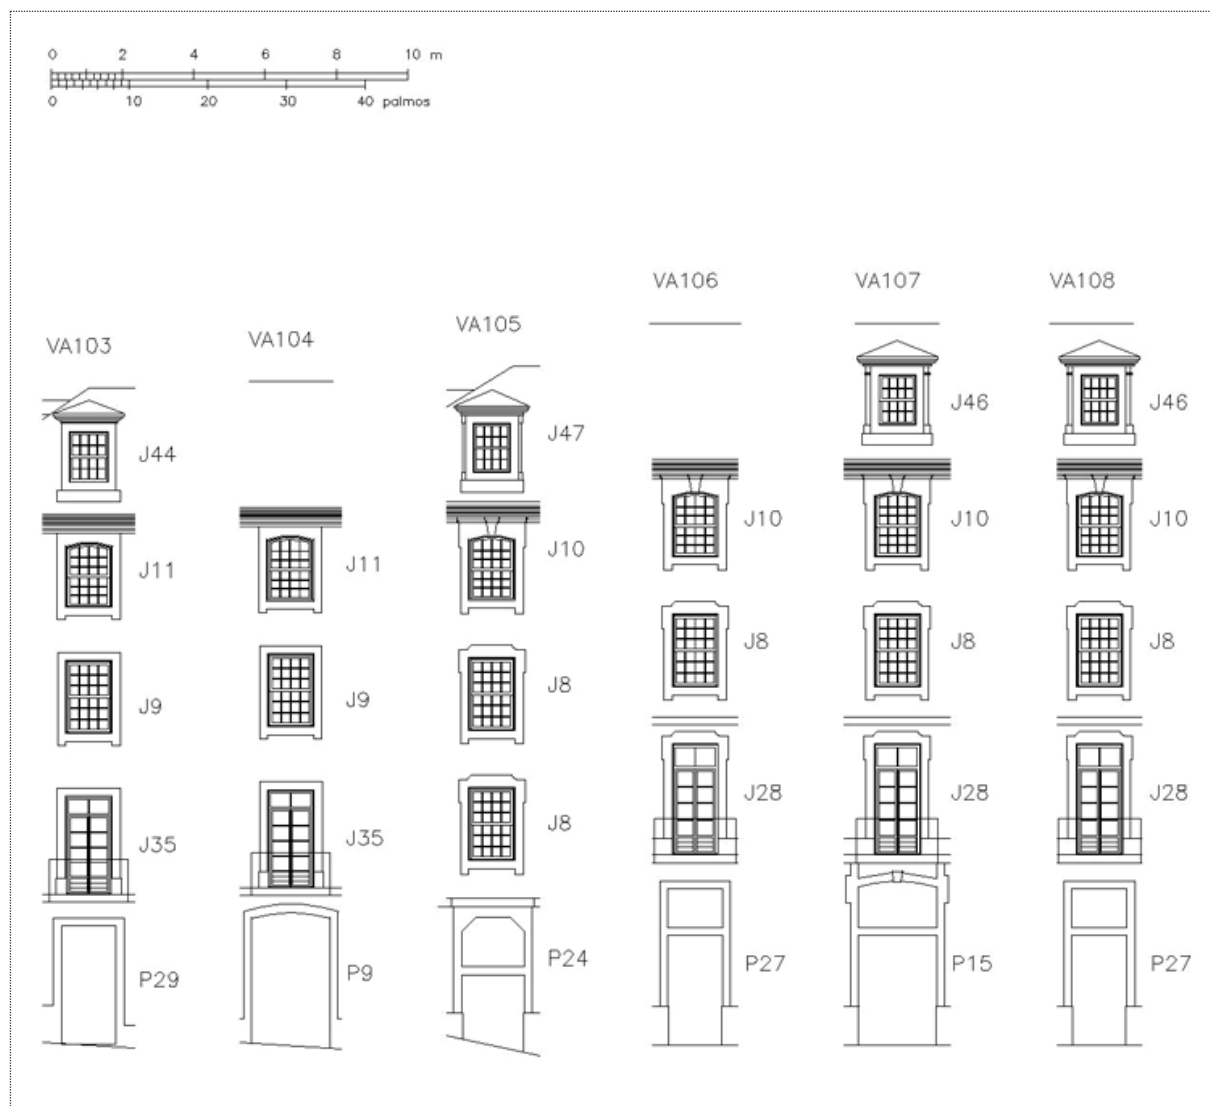 0 2 4 6 8 10 m
0 10 20 30 40 palmos
VA106 VA107 VA108
VA105
VA104
VA103
J46 J46
J47
J44
J10 J10 J10
J10
J11 J11
J8 J8 J8
J8
J9 J9
J28 J28 J28
J8
J35 J35
P24
P27 P15 P27
P29 P9